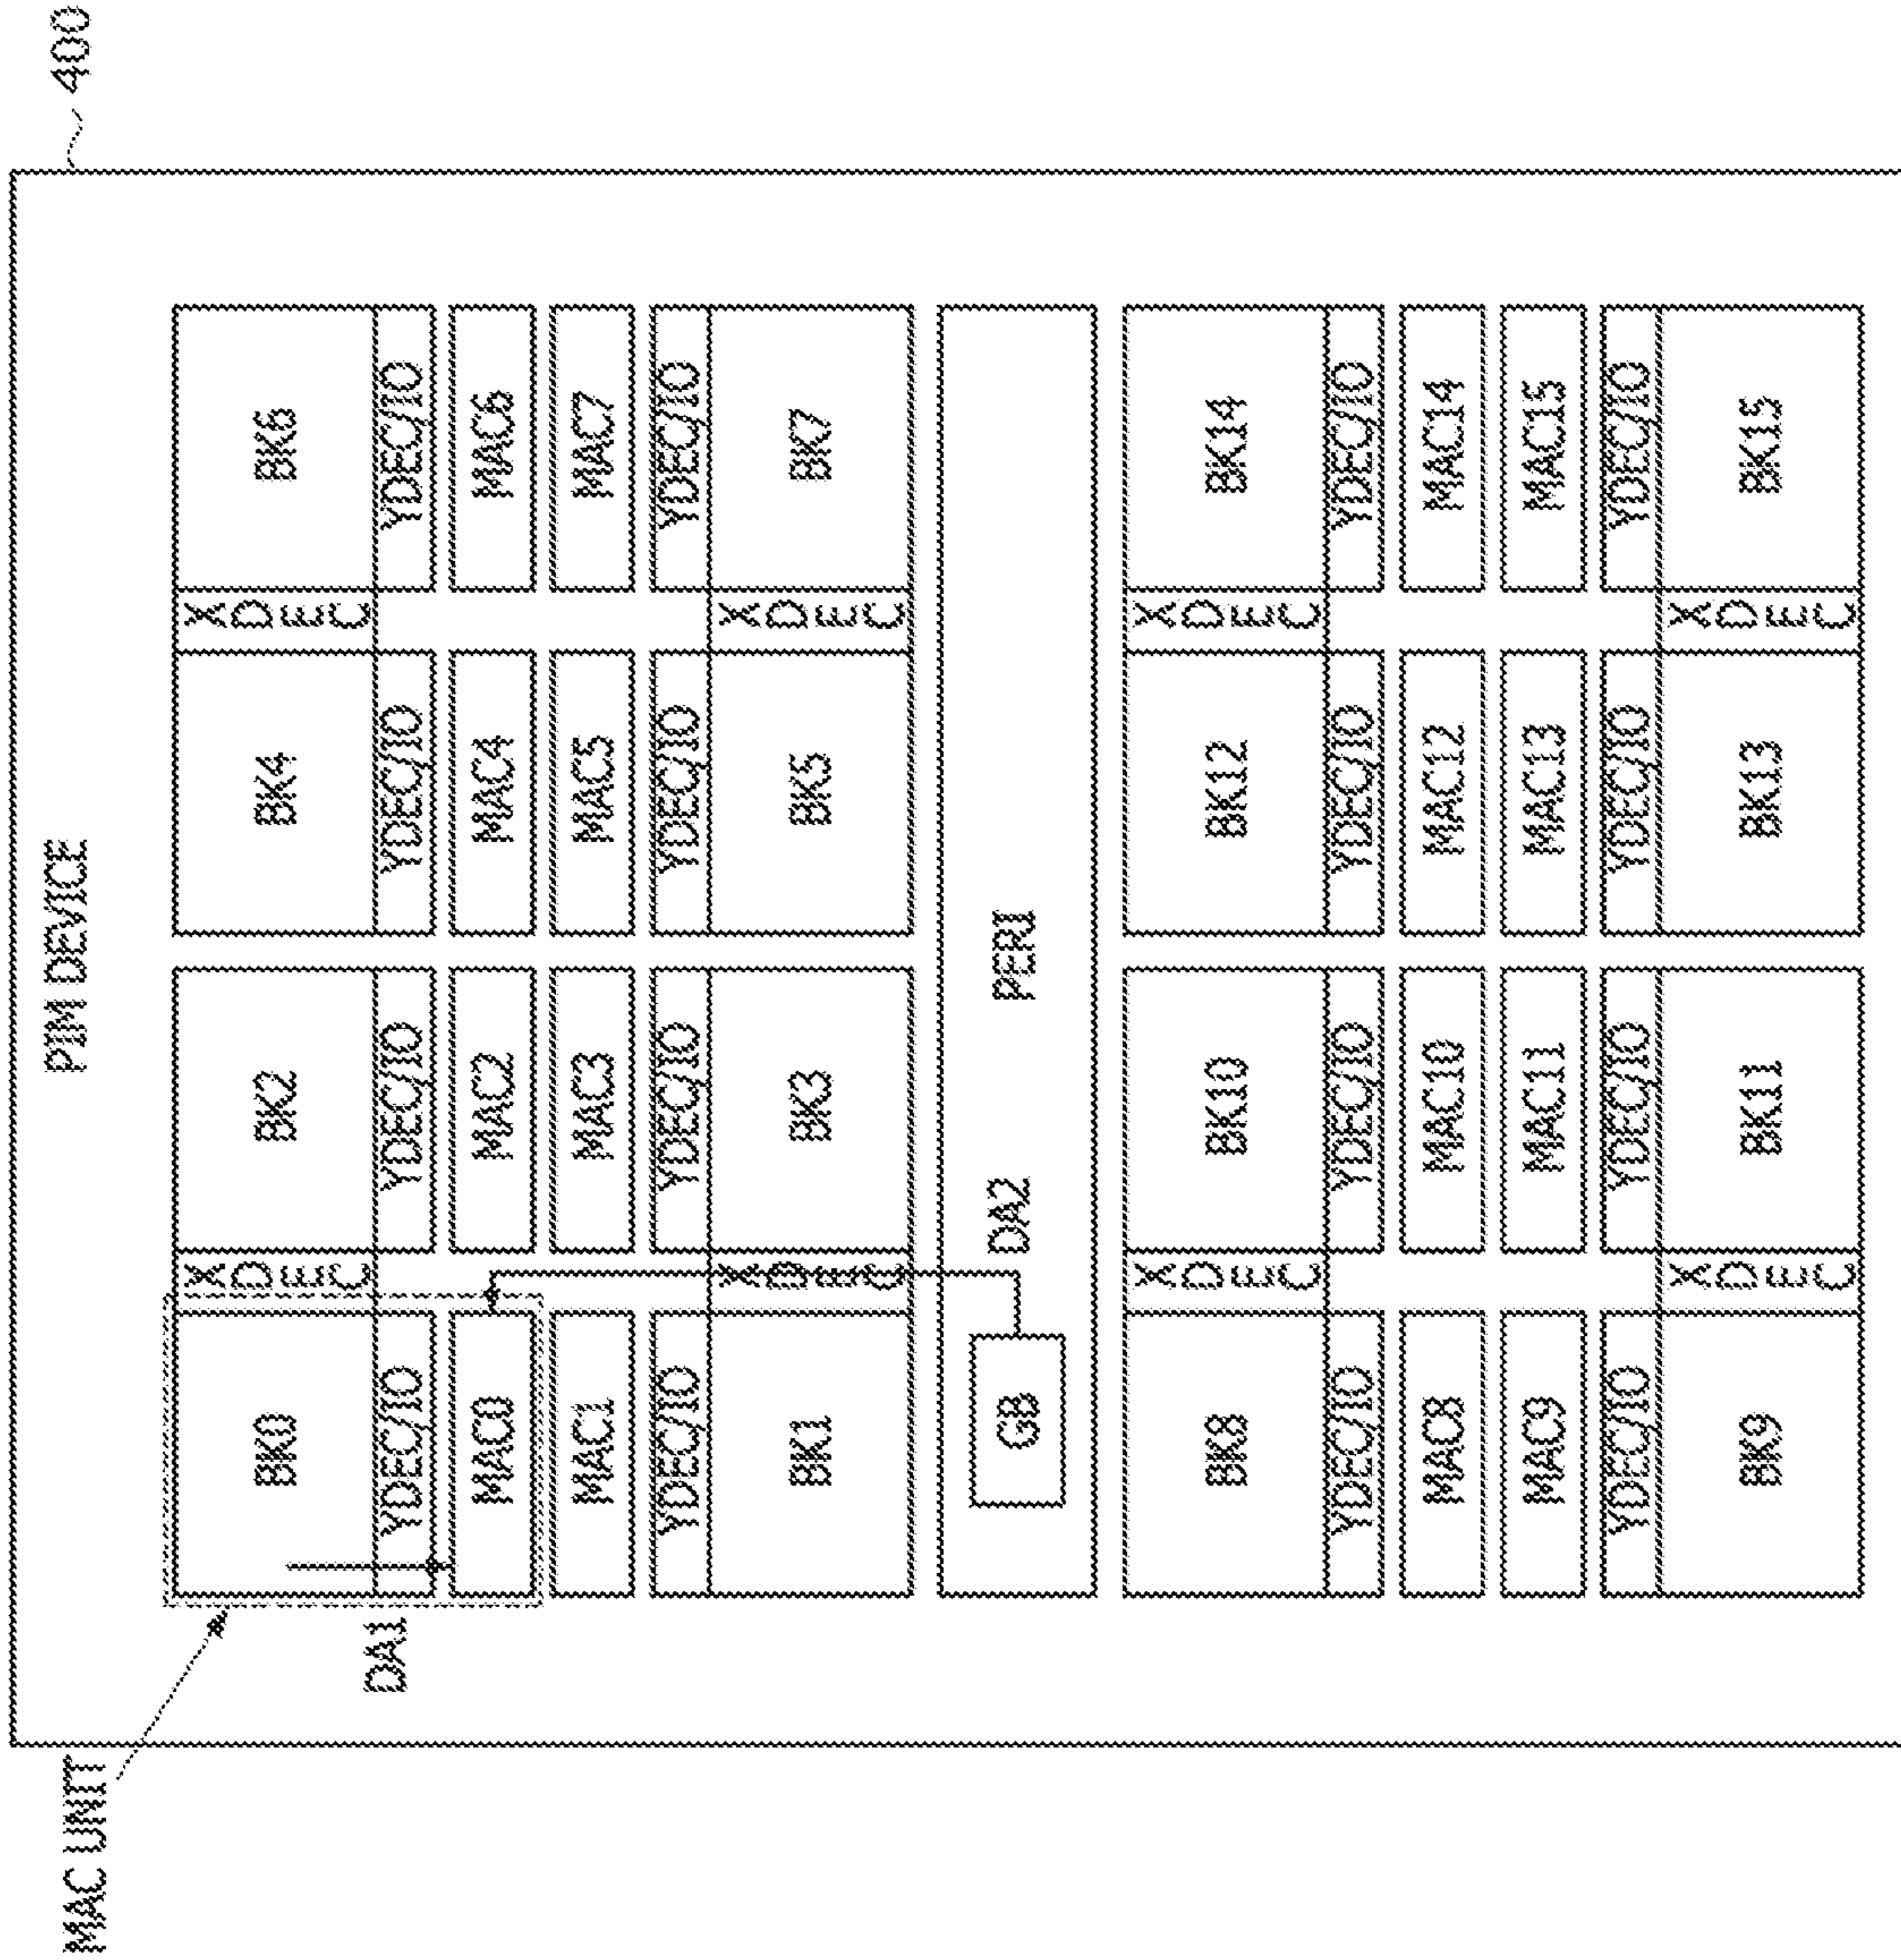 400
MAC UNIT
PIM DEVICE
BK0 XDEC BK2 BK4 XDEC BK6
DA1 YDEC/IO YDEC/IO YDEC/IO YDEC/IO
MAC0 MAC2 MAC4 MAC6
MAC1 MAC3 MAC5 MAC7
YDEC/IO YDEC/IO YDEC/IO YDEC/IO
BK1 XDEC BK3 BK5 XDEC BK7
GB DA2 PERI
BK8 XDEC BK10 BK12 XDEC BK14
YDEC/IO YDEC/IO YDEC/IO YDEC/IO
MAC8 MAC10 MAC12 MAC14
MAC9 MAC11 MAC13 MAC15
YDEC/IO YDEC/IO YDEC/IO YDEC/IO
BK9 XDEC BK11 BK13 XDEC BK15